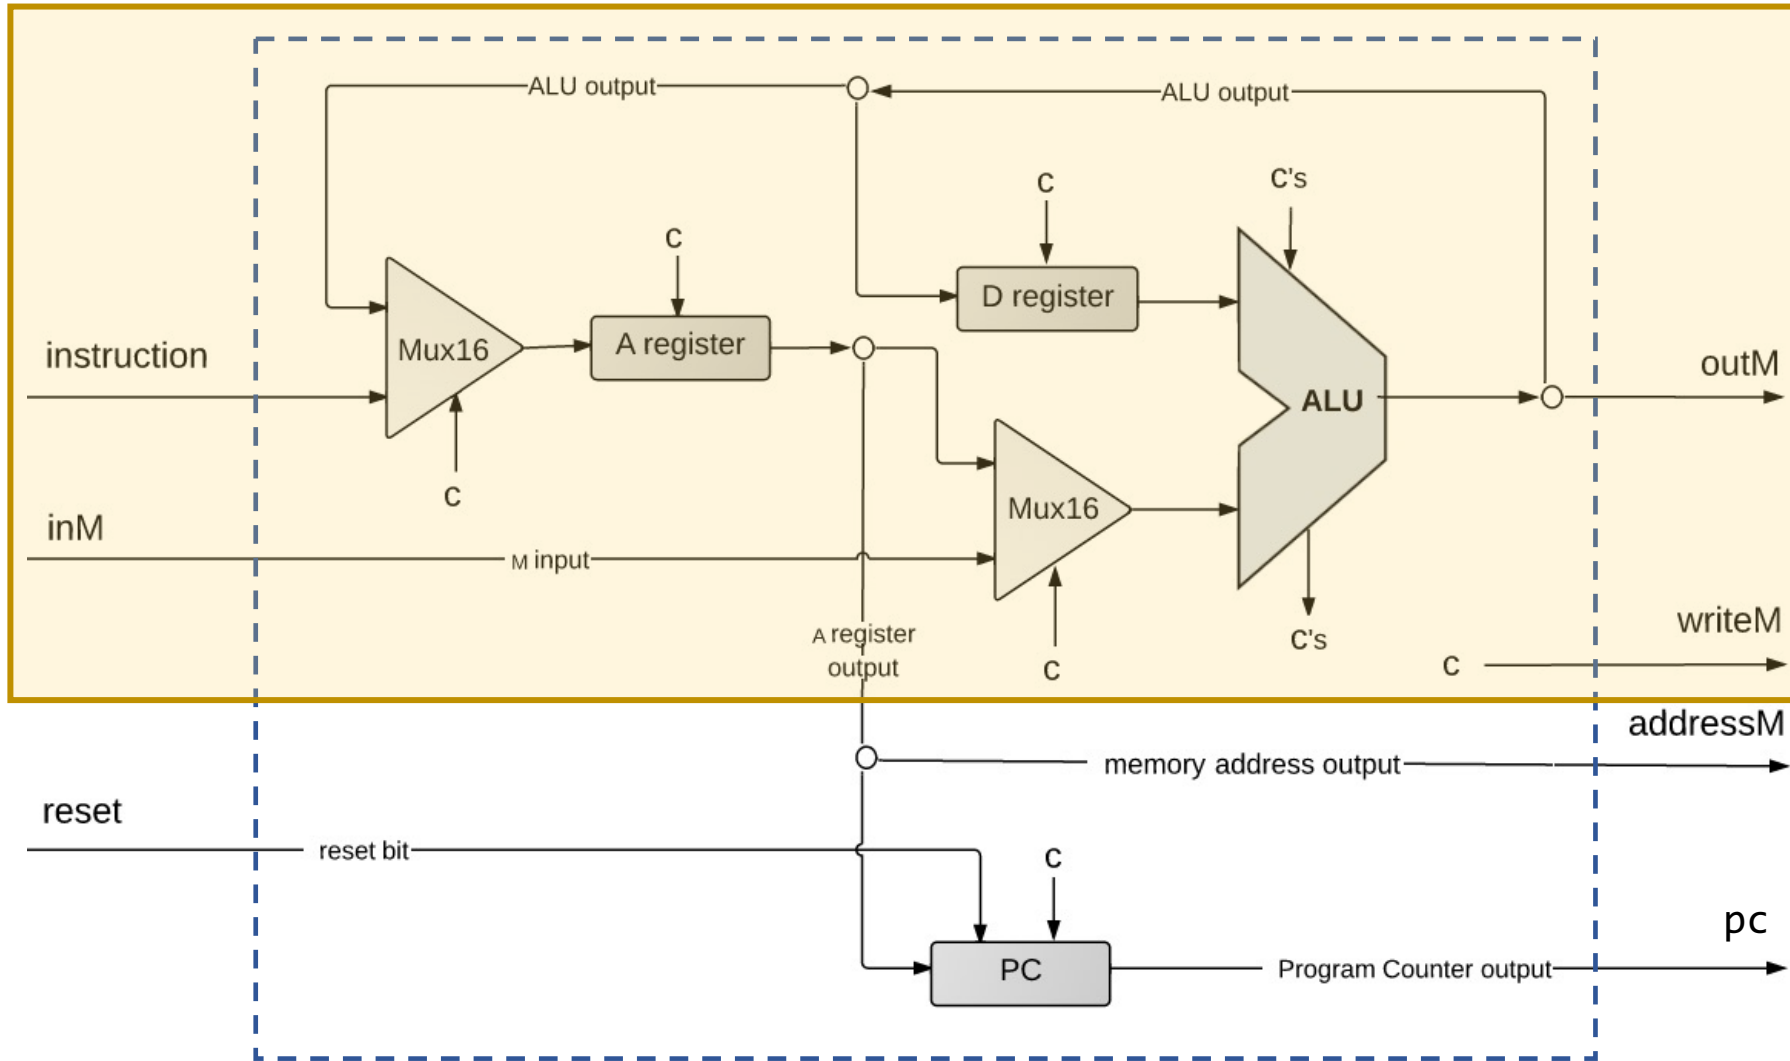 ALU output
ALU output
c
c's
c
D register
instruction
Mux16
A register
outM
ALU
c
Mux16
inM
M input
A register
output
c
c's
writeM
c
addressM
memory address output
reset
reset bit
c
pc
PC
Program Counter output